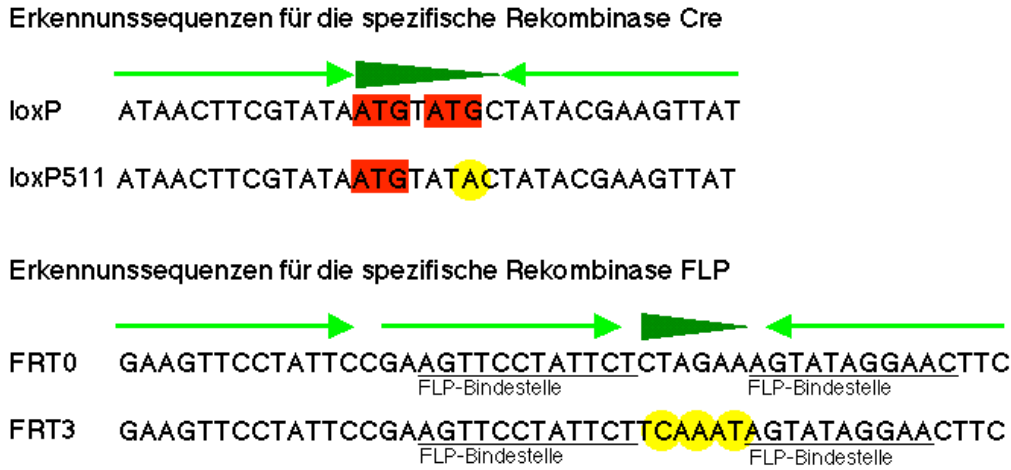 Erkennunssequenzen für die spezifische Rekombinase Cre
loxP ATAACTTCGTATAATGTATGCTATACGAAGTTAT
loxP511 ATAACTTCGTATAATGTATACTATACGAAGTTAT
Erkennunssequenzen für die spezifische Rekombinase FLP
FRT0 GAAGTTCCTATTCCGAAGTTCCTATTCTCTAGAAAGTATAGGAACTTC
FLP-Bindestelle FLP-Bindestelle
FRT3 GAAGTTCCTATTCCGAAGTTCCTATTCTTCAAATAGTATAGGAACTTC
FLP-Bindestelle FLP-Bindestelle